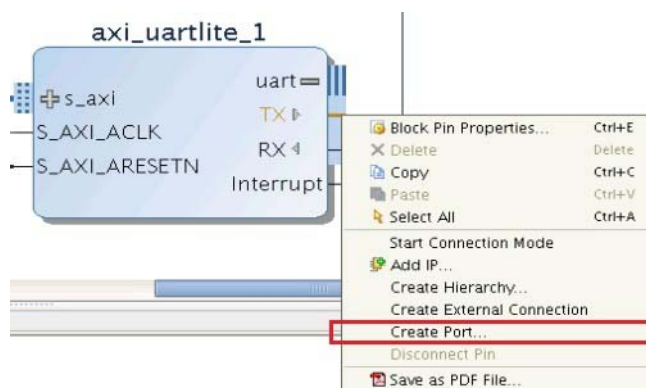 axi_uartlite_1
uart
s_axi
TX
S_AXI_ACLK
RX
S_AXI_ARESETN
Interrupt
Block Pin Properties... Ctrl+E
Delete Delete
Copy Ctrl+C
Paste Ctrl+V
Select All Ctrl+A
Start Connection Mode
Add IP...
Create Hierarchy...
Create External Connection
Create Port...
Disconnect Pin
Save as PDF File...